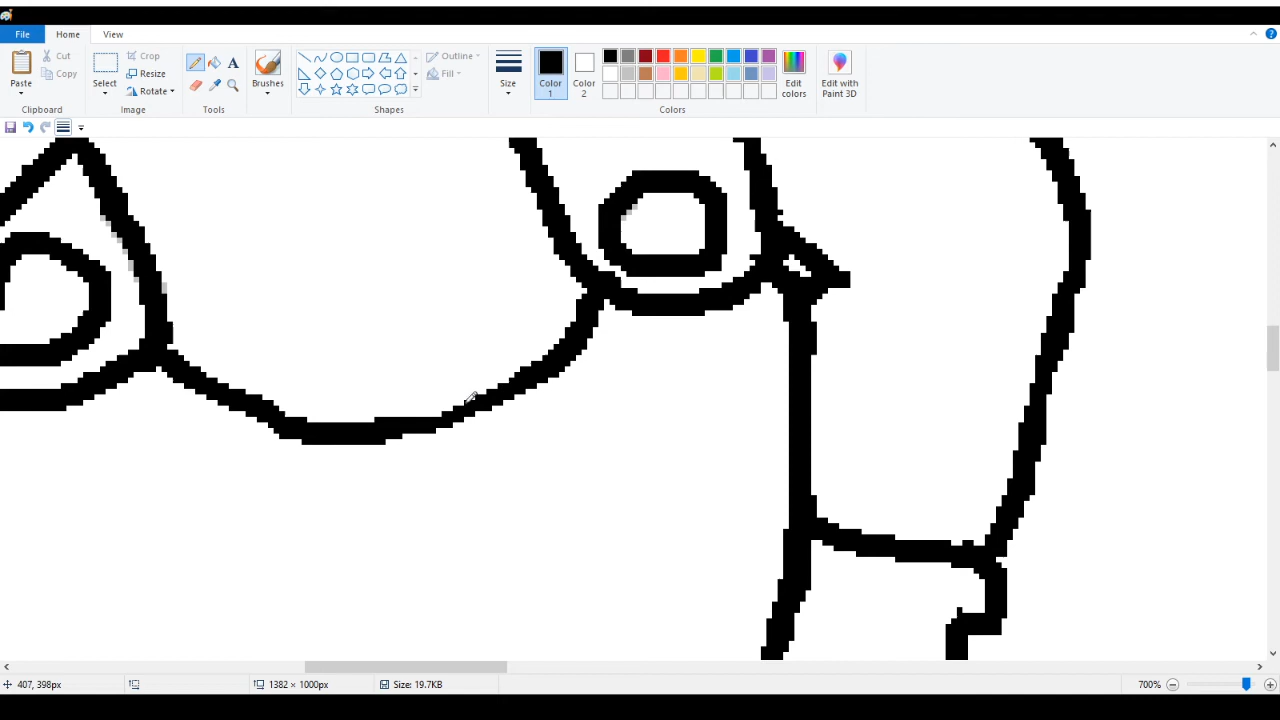 File Home View
Cut Crop Outline
Copy Resize Fill
Rotate
Paste Select Brushes Size Color 1 Color 2 Edit colors Edit with Paint 3D
Clipboard Image Tools Shapes Colors
407, 398px 1382 × 1000px Size: 19.7KB 700%